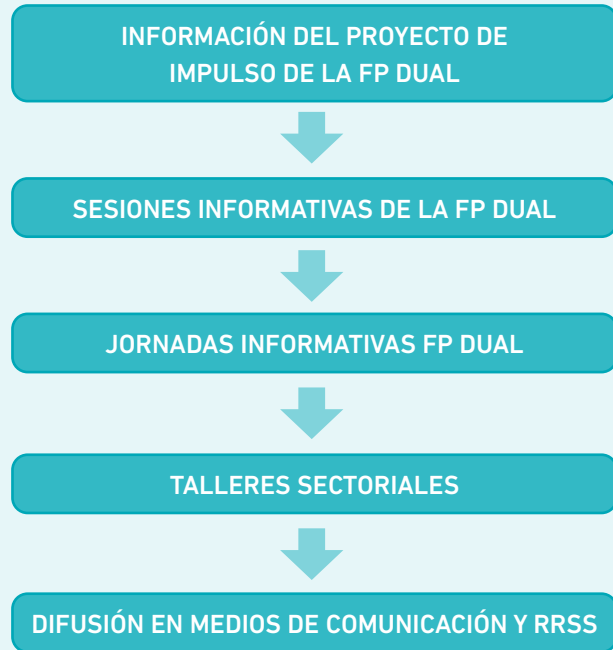 INFORMACIÓN DEL PROYECTO DE
IMPULSO DE LA FP DUAL
SESIONES INFORMATIVAS DE LA FP DUAL
JORNADAS INFORMATIVAS FP DUAL
TALLERES SECTORIALES
DIFUSIÓN EN MEDIOS DE COMUNICACIÓN Y RRSS